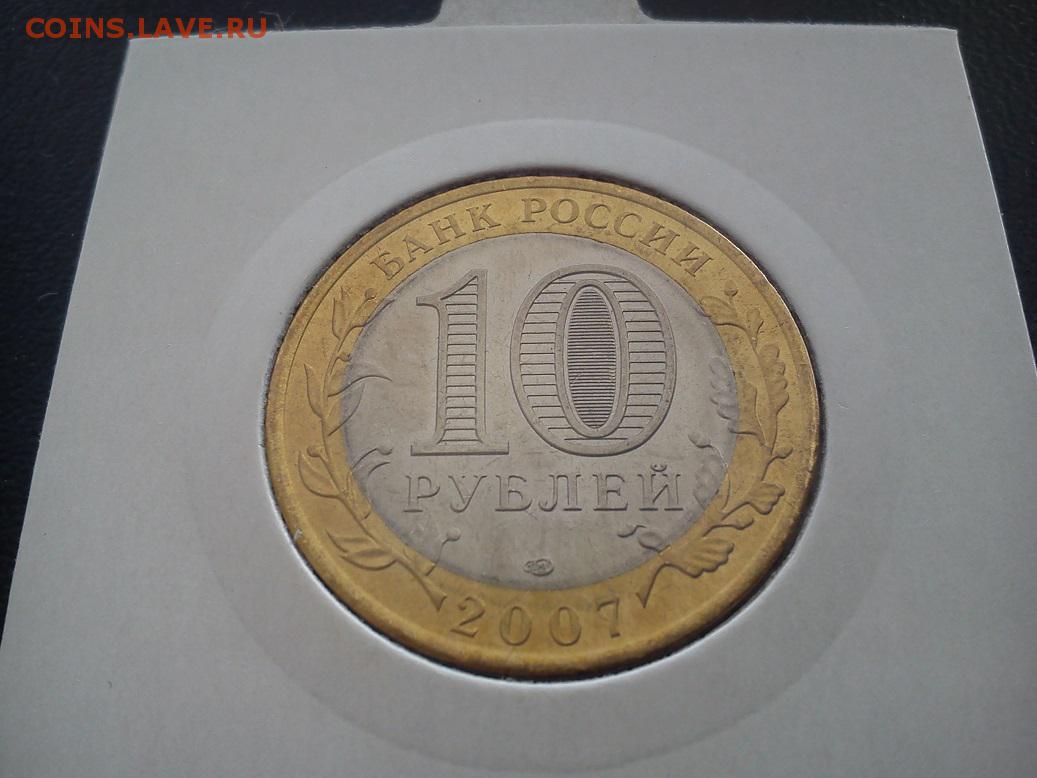 COINS.LAVE.RU
БАНК РОССИИ
10
РУБЛЕЙ
2007